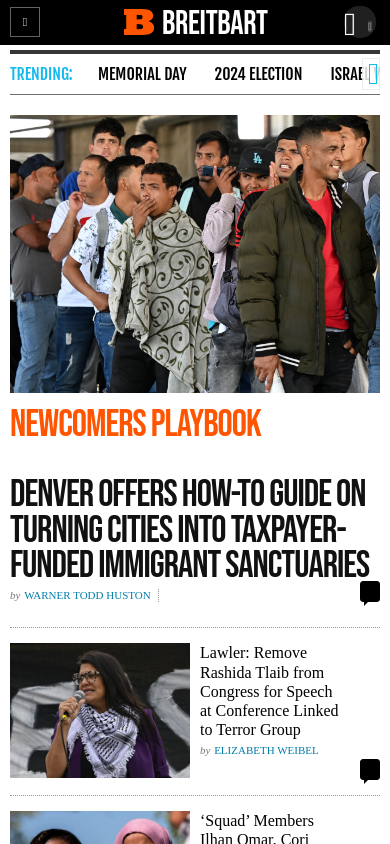 BREITBART
TRENDING:
MEMORIAL DAY
2024 ELECTION
LA
NEWCOMERS PLAYBOOK
DENVER OFFERS HOW-TO GUIDE ON
TURNING CITIES INTO TAXPAYER-
FUNDED IMMIGRANT SANCTUARIES
by WARNER TODD HUSTON
Lawler: Remove
Rashida Tlaib from
Congress for Speech
at Conference Linked
to Terror Group
by ELIZABETH WEIBEL
‘Squad’ Members
Ilhan Omar, Cori